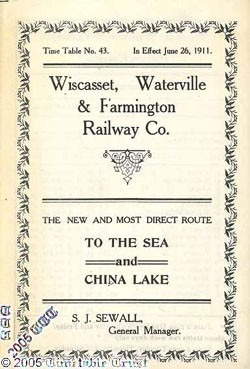 Time Table No. 43. In Effect June 26, 1911.
Wiscasset, Waterville
& Farmington
Railway Co.
THE NEW AND MOST DIRECT ROUTE
TO THE SEA
and
CHINA LAKE
S. J. SEWALL,
General Manager.
2005
© 2005